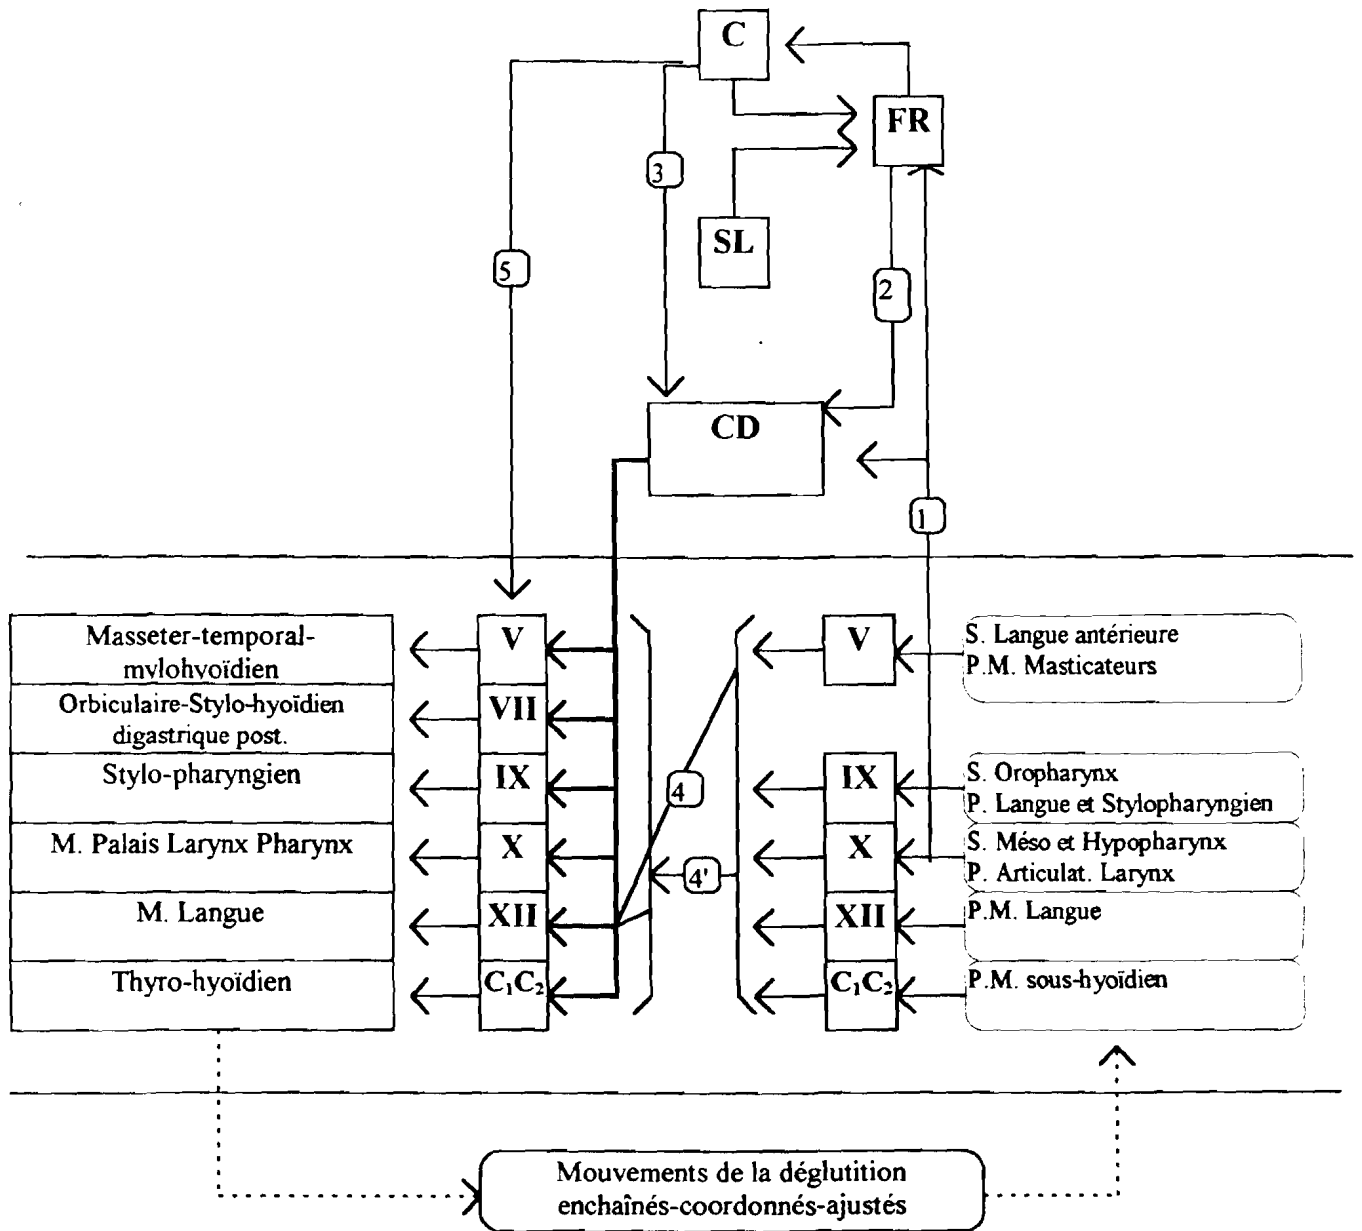 C
FR
3
SL
5
2
CD
1
Masseter-temporal-
mylohyoïdien
V
V
S. Langue antérieure
P.M. Masticateurs
Orbiculaire-Stylo-hyoïdien
digastrique post.
VII
Stylo-pharyngien
IX
4
IX
S. Oropharynx
P. Langue et Stylopharyngien
M. Palais Larynx Pharynx
X
4'
X
S. Méso et Hypopharynx
P. Articulat. Larynx
M. Langue
XII
XII
P.M. Langue
Thyro-hyoïdien
C₁C₂
C₁C₂
P.M. sous-hyoïdien
Mouvements de la déglutition
enchaînés-coordonnés-ajustés